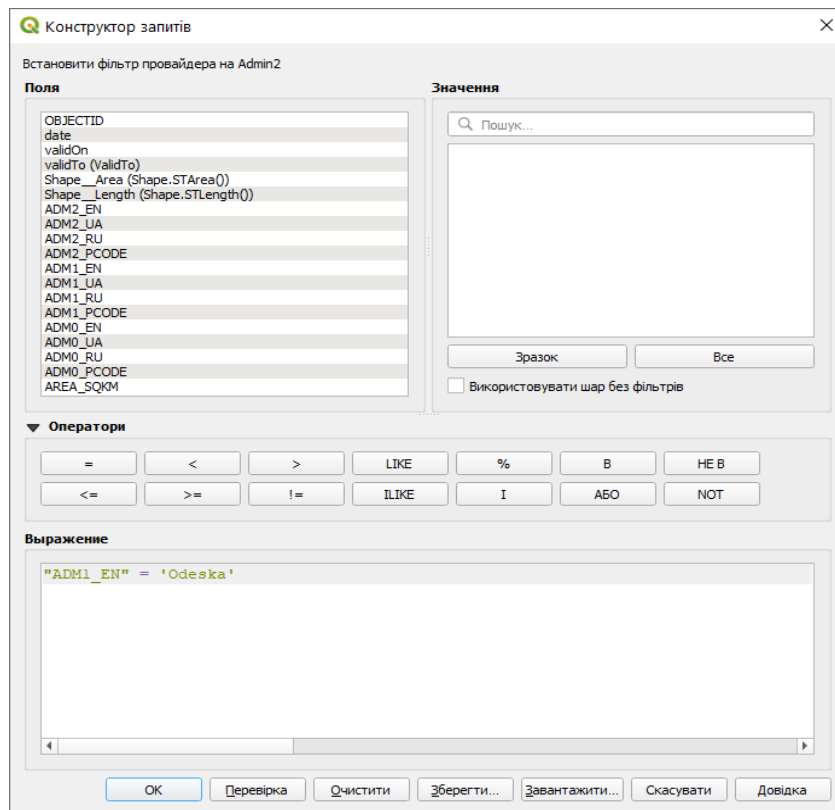 Конструктор запитів
Встановити фільтр провайдера на Admin2
Поля
OBJECTID
date
validOn
validTo (ValidTo)
Shape__Area (Shape.STArea())
Shape__Length (Shape.STLength())
ADM2_EN
ADM2_UA
ADM2_RU
ADM2_PCODE
ADM1_EN
ADM1_UA
ADM1_RU
ADM1_PCODE
ADM0_EN
ADM0_UA
ADM0_RU
ADM0_PCODE
AREA_SQKM
Значення
Пошук...
Зразок Все
Використовувати шар без фільтрів
Оператори
= < > LIKE % В НЕ В
<= >= != ILIKE І АБО NOT
Выражение
"ADM1_EN" = 'Odeska'
OK Перевірка Очистити Зберегти... Завантажити... Скасувати Довідка